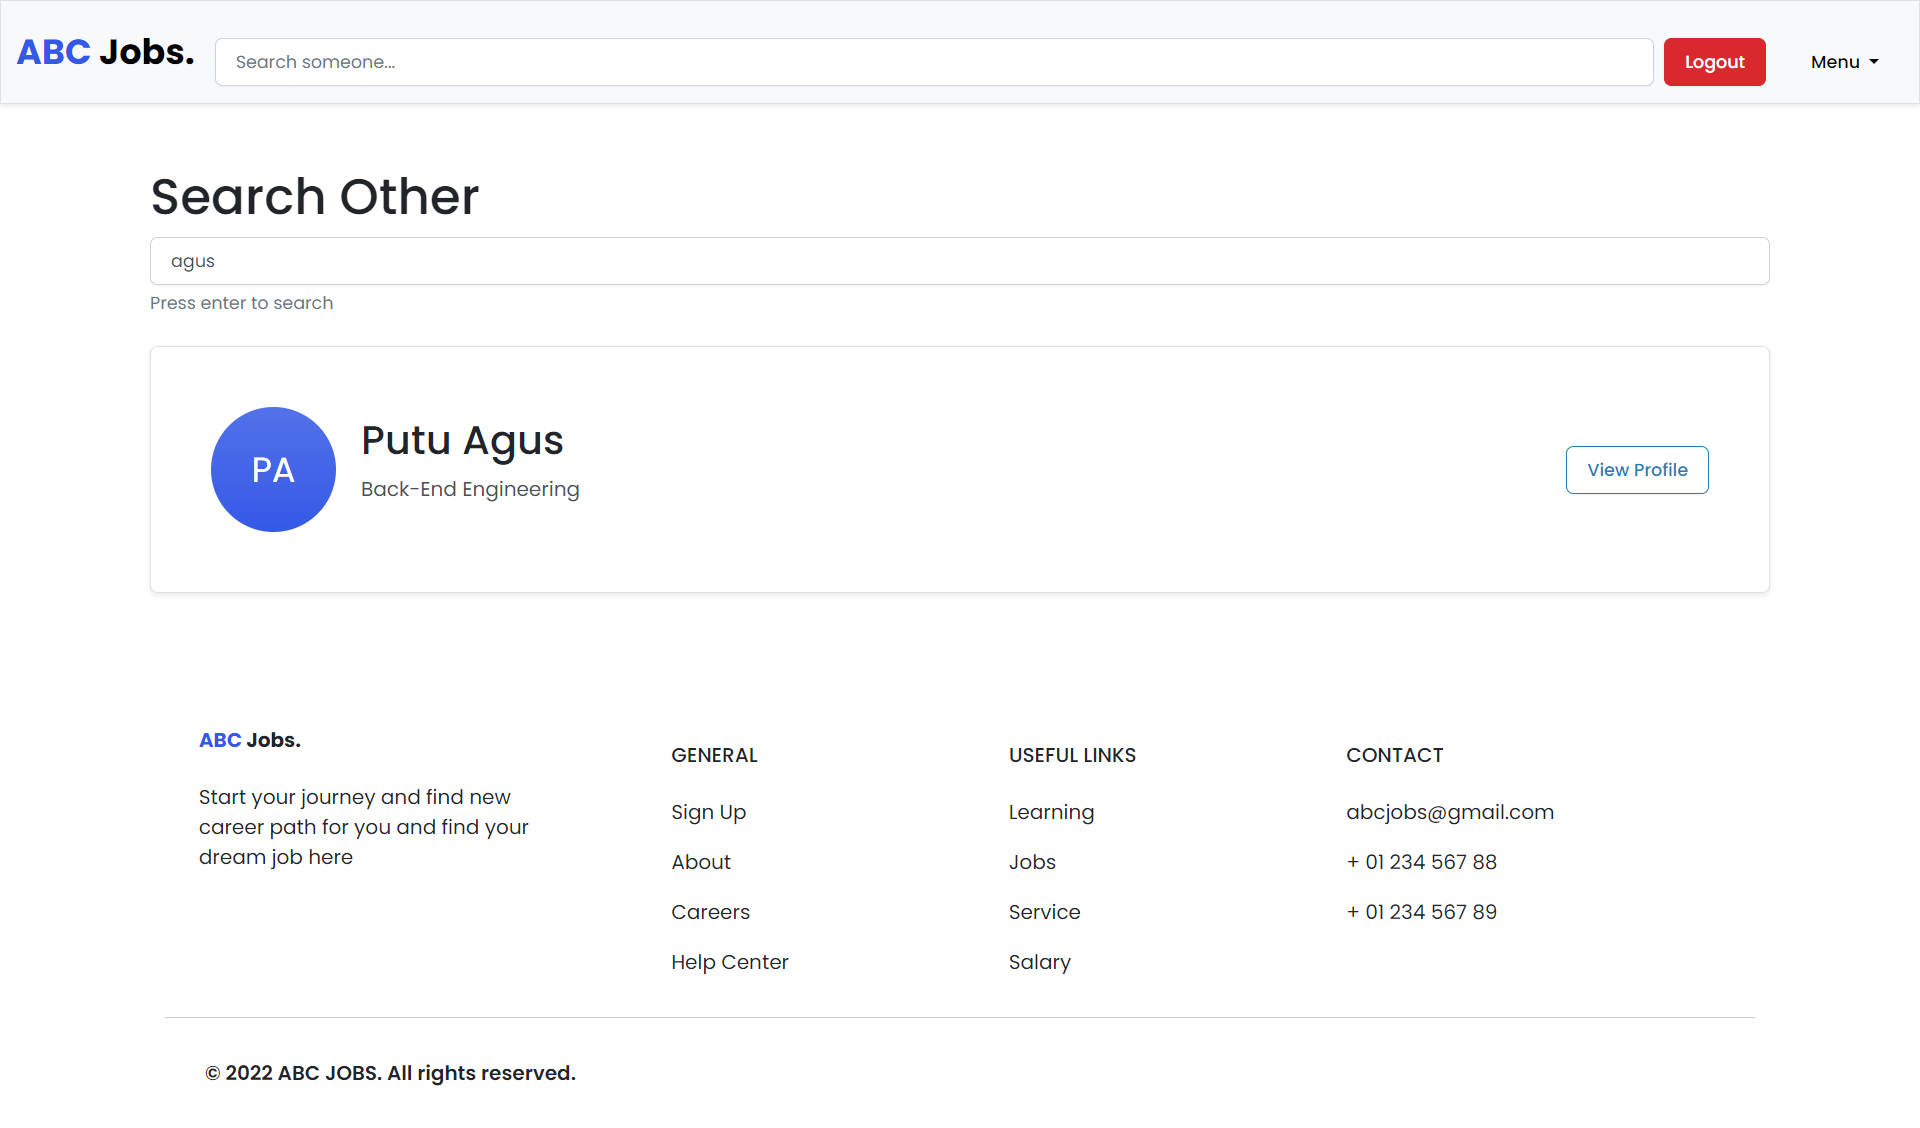 ABC Jobs.
Search someone...
Logout
Menu
Search Other
agus
Press enter to search
PA
Putu Agus
Back-End Engineering
View Profile
ABC Jobs.
Start your journey and find new
career path for you and find your
dream job here
GENERAL
Sign Up
About
Careers
Help Center
USEFUL LINKS
Learning
Jobs
Service
Salary
CONTACT
abcjobs@gmail.com
+ 01 234 567 88
+ 01 234 567 89
© 2022 ABC JOBS. All rights reserved.